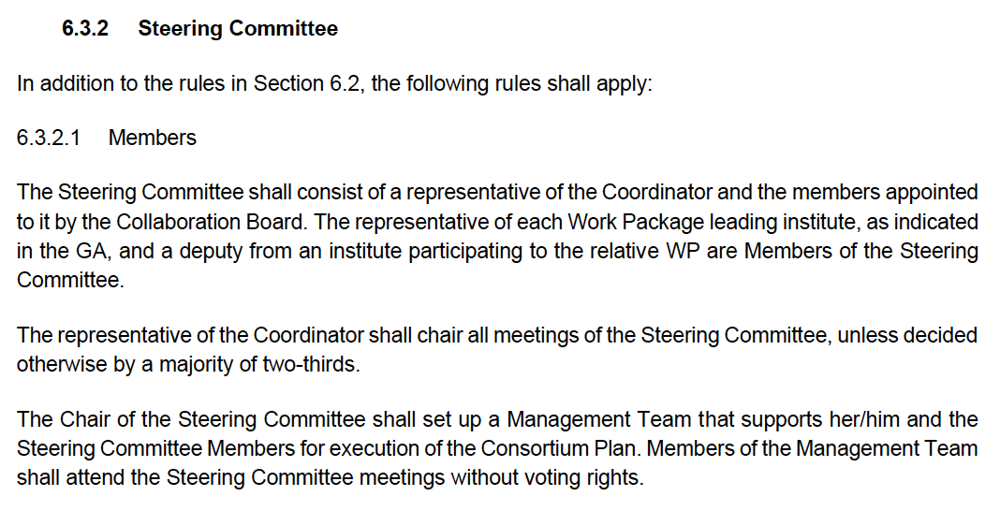 6.3.2 Steering Committee
In addition to the rules in Section 6.2, the following rules shall apply:
6.3.2.1 Members
The Steering Committee shall consist of a representative of the Coordinator and the members appointed
to it by the Collaboration Board. The representative of each Work Package leading institute, as indicated
in the GA, and a deputy from an institute participating to the relative WP are Members of the Steering
Committee.
The representative of the Coordinator shall chair all meetings of the Steering Committee, unless decided
otherwise by a majority of two-thirds.
The Chair of the Steering Committee shall set up a Management Team that supports her/him and the
Steering Committee Members for execution of the Consortium Plan. Members of the Management Team
shall attend the Steering Committee meetings without voting rights.